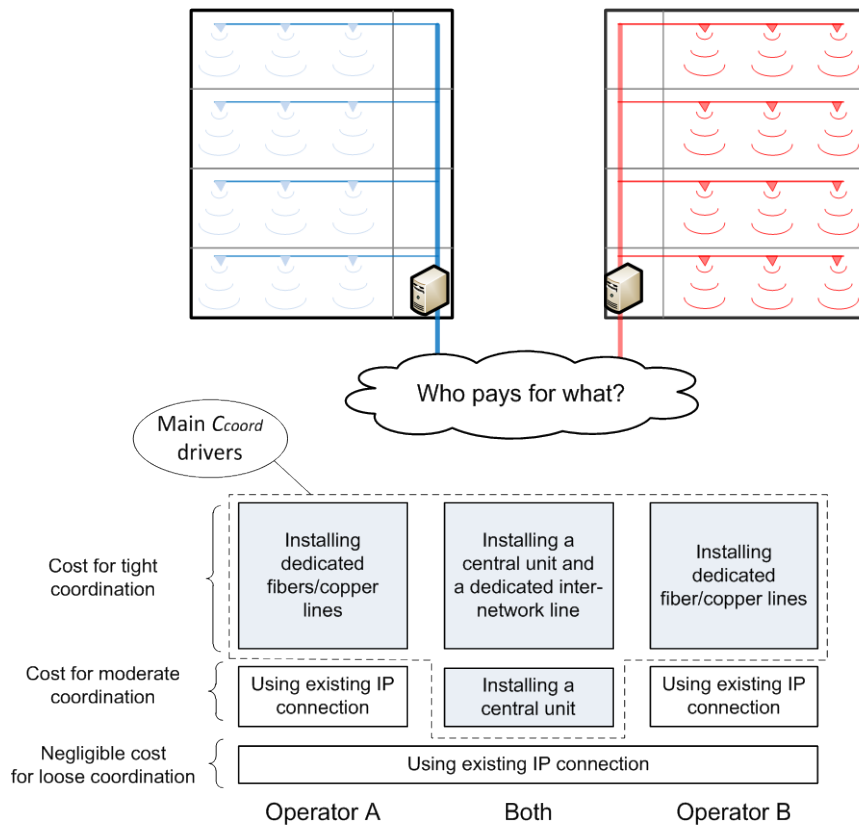 Who pays for what?
Main Ccoord
drivers
Cost for tight
coordination
Installing
dedicated
fibers/copper
lines
Installing a
central unit and
a dedicated inter-
network line
Installing
dedicated
fiber/copper lines
Cost for moderate
coordination
Using existing IP
connection
Installing a
central unit
Using existing IP
connection
Negligible cost
for loose coordination
Using existing IP connection
Operator A
Both
Operator B